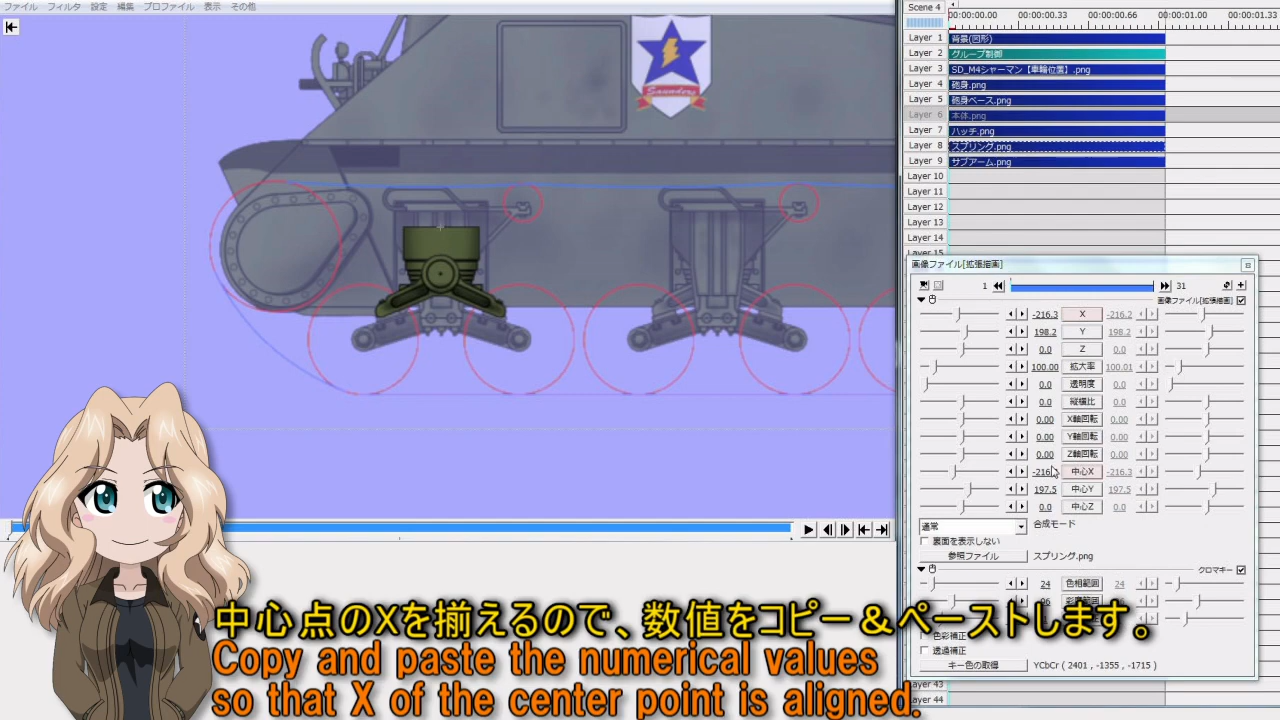 ファイル フィルタ 設定 編集 プロファイル 表示 その他
Scene 4
00:00:00.00 00:00:00.33 00:00:00.66 00:00:01.00 00:00:01.32
Layer 1 背景(図形)
Layer 2 グループ制御
Layer 3 SD_M4シャーマン【車輪位置】.png
Layer 4 砲身.png
Layer 5 砲身ベース.png
Layer 6 本体.png
Layer 7 ハッチ.png
Layer 8 スプリング.png
Layer 9 サブアーム.png
Layer 10
Layer 11
Layer 12
Layer 13
Layer 14
Layer 15
Saunders
画像ファイル[拡張描画]
1 31
画像ファイル[拡張描画]
-216.3 X -216.2
198.2 Y 198.2
0.0 Z 0.0
100.00 拡大率 100.01
0.0 透明度 0.0
0.0 縦横比 0.0
0.00 X軸回転 0.00
0.00 Y軸回転 0.00
0.00 Z軸回転 0.00
-216. 中心X -216.3
197.5 中心Y 197.5
0.0 中心Z 0.0
通常 合成モード
裏面を表示しない
参照ファイル スプリング.png
クロマキー
24 色相範囲 24
中心点のXを揃えるので、数値をコピー＆ペーストします。
色彩補正
透過補正
キー色の取得 YCbCr ( 2401 , -1355 , -1715 )
Copy and paste the numerical values
so that X of the center point is aligned.
Layer 43
Layer 44